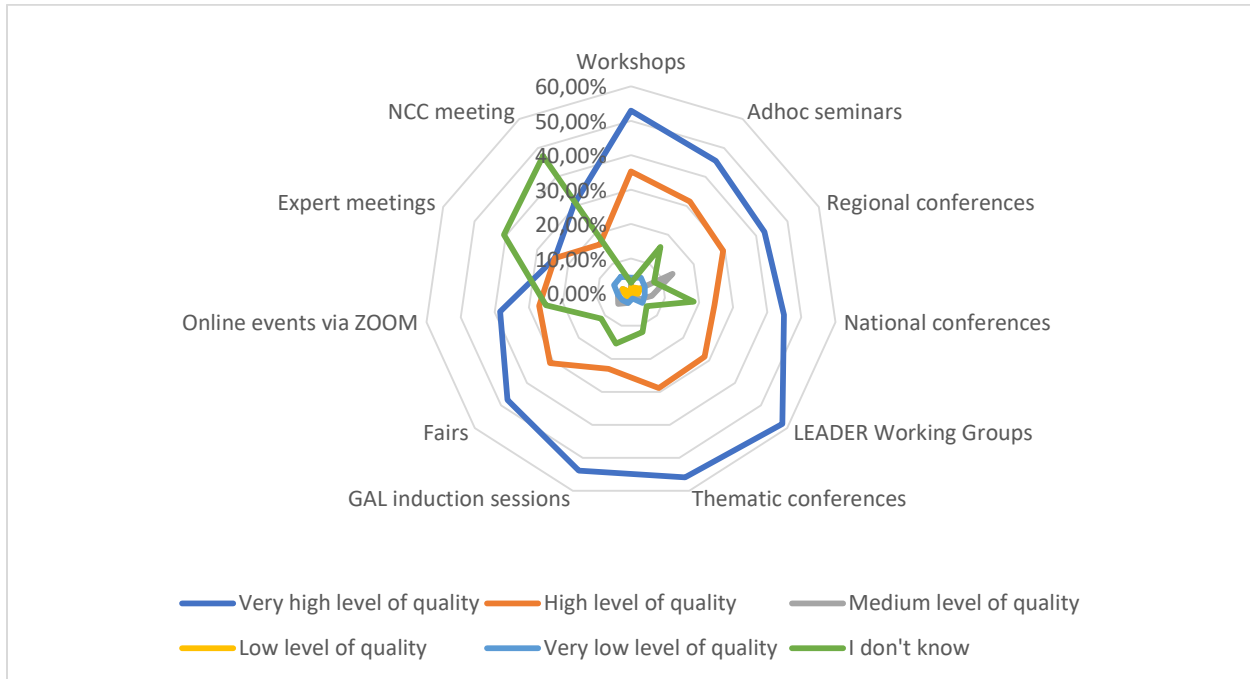 Workshops
60,00%
50,00%
40,00%
30,00%
20,00%
10,00%
0,00%
Adhoc seminars
Regional conferences
National conferences
LEADER Working Groups
Thematic conferences
GAL induction sessions
Fairs
Online events via ZOOM
Expert meetings
NCC meeting
Very high level of quality
High level of quality
Medium level of quality
Low level of quality
Very low level of quality
I don't know